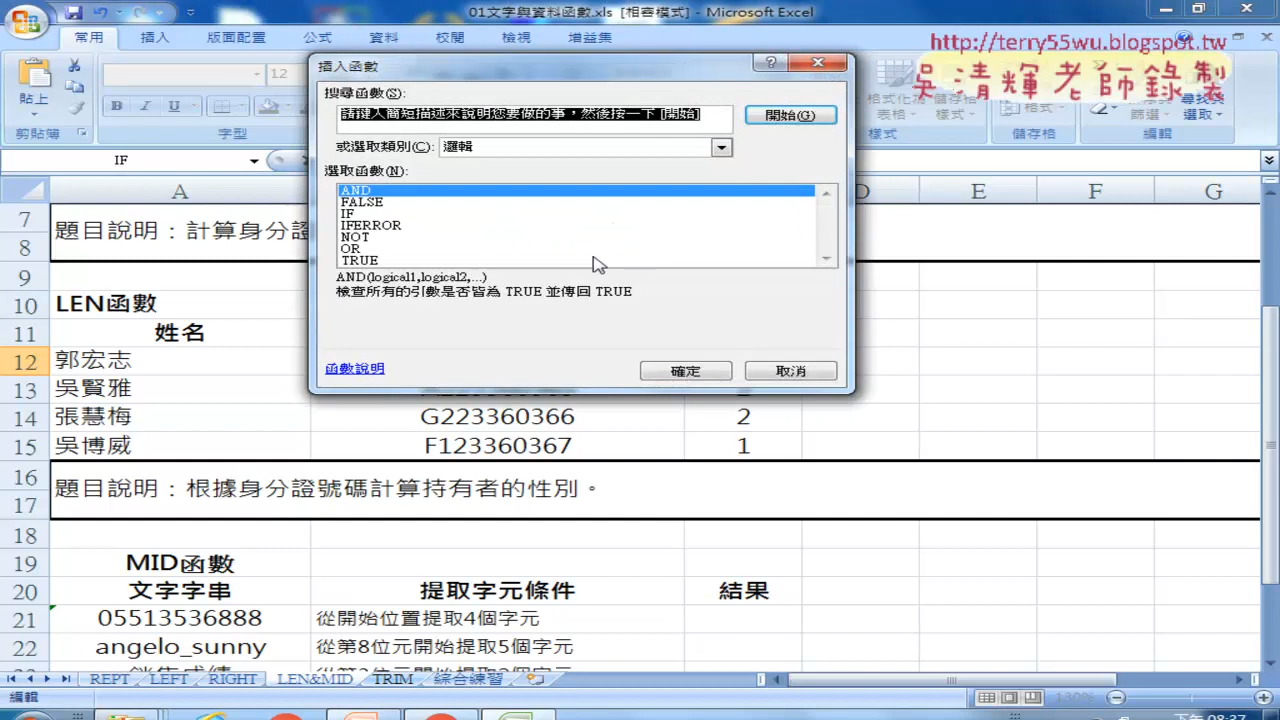 01文字與資料函數.xls [相容模式] - Microsoft Excel
常用 插入 版面配置 公式 資料 校閱 檢視 增益集
http://terry55wu.blogspot.tw
吳清輝老師錄製
貼上
12
B I U
剪貼簿 字型 樣式 儲存格 編輯
插入函數
搜尋函數(S):
請鍵入簡短描述來說明您要做的事，然後按一下 [開始]
開始(G)
或選取類別(C): 邏輯
選取函數(N):
AND
FALSE
IF
IFERROR
NOT
OR
TRUE
AND(logical1,logical2,...)
檢查所有的引數是否皆為 TRUE 並傳回 TRUE
函數說明 確定 取消
IF
A D E F G
7 題目說明：計算身分證
8
9
10 LEN函數
11 姓名
12 郭宏志
13 吳賢雅
14 張慧梅 G223360366 2
15 吳博威 F123360367 1
16 題目說明：根據身分證號碼計算持有者的性別。
17
18
19 MID函數
20 文字字串 提取字元條件 結果
21 05513536888 從開始位置提取4個字元
22 angelo_sunny 從第8位元開始提取5個字元
REPT LEFT RIGHT LEN&MID TRIM 綜合練習
編輯 130%
下午 08:37